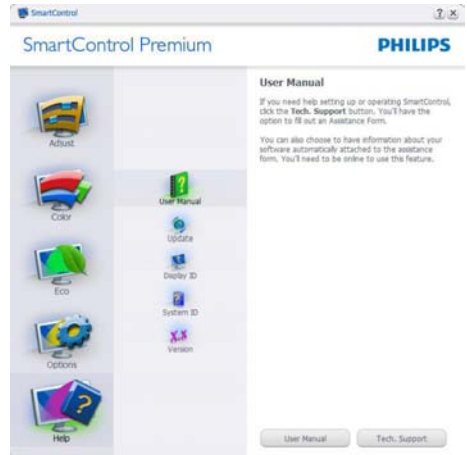 SmartControl
SmartControl Premium
PHILIPS
Adjust
Color
Eco
Options
Help
User Manual
Update
Display ID
System ID
Version
User Manual
If you need help setting up or operating SmartControl,
click the Tech. Support button. You'll have the
option to fill out an Assistance Form.
You can also choose to have information about your
software automatically attached to the assistance
form. You'll need to be online to use this feature.
User Manual
Tech. Support